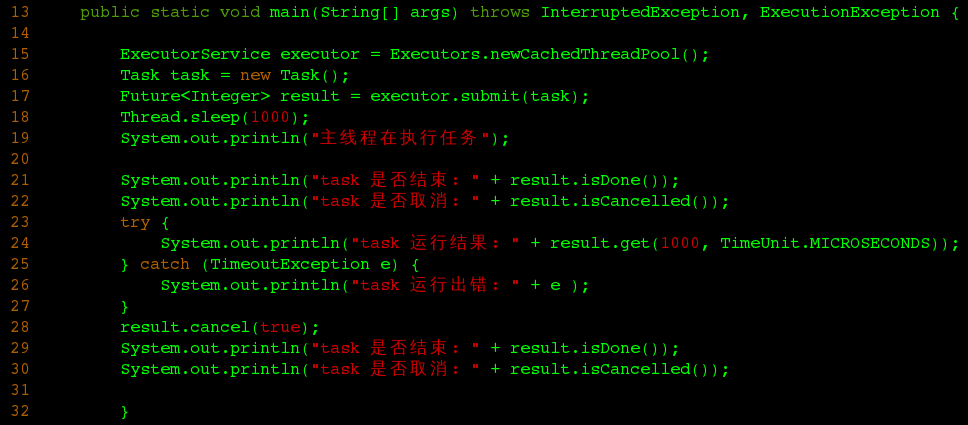 13     public static void main(String[] args) throws InterruptedException, ExecutionException {
14
15         ExecutorService executor = Executors.newCachedThreadPool();
16         Task task = new Task();
17         Future<Integer> result = executor.submit(task);
18         Thread.sleep(1000);
19         System.out.println("主线程在执行任务");
20
21         System.out.println("task 是否结束: " + result.isDone());
22         System.out.println("task 是否取消: " + result.isCancelled());
23         try {
24             System.out.println("task 运行结果: " + result.get(1000, TimeUnit.MICROSECONDS));
25         } catch (TimeoutException e) {
26             System.out.println("task 运行出错: " + e );
27         }
28         result.cancel(true);
29         System.out.println("task 是否结束: " + result.isDone());
30         System.out.println("task 是否取消: " + result.isCancelled());
31
32         }